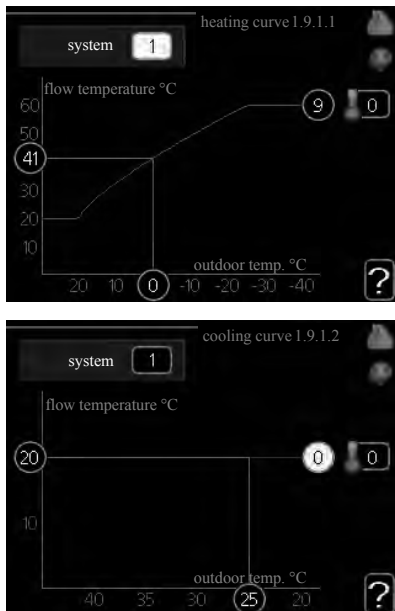 heating curve 1.9.1.1
system 1
flow temperature °C
60
9 0
50
41
30
20
10
outdoor temp. °C
20 10 0 -10 -20 -30 -40
?
cooling curve 1.9.1.2
system 1
flow temperature °C
20 0 0
10
outdoor temp. °C
40 35 30 25 20
?